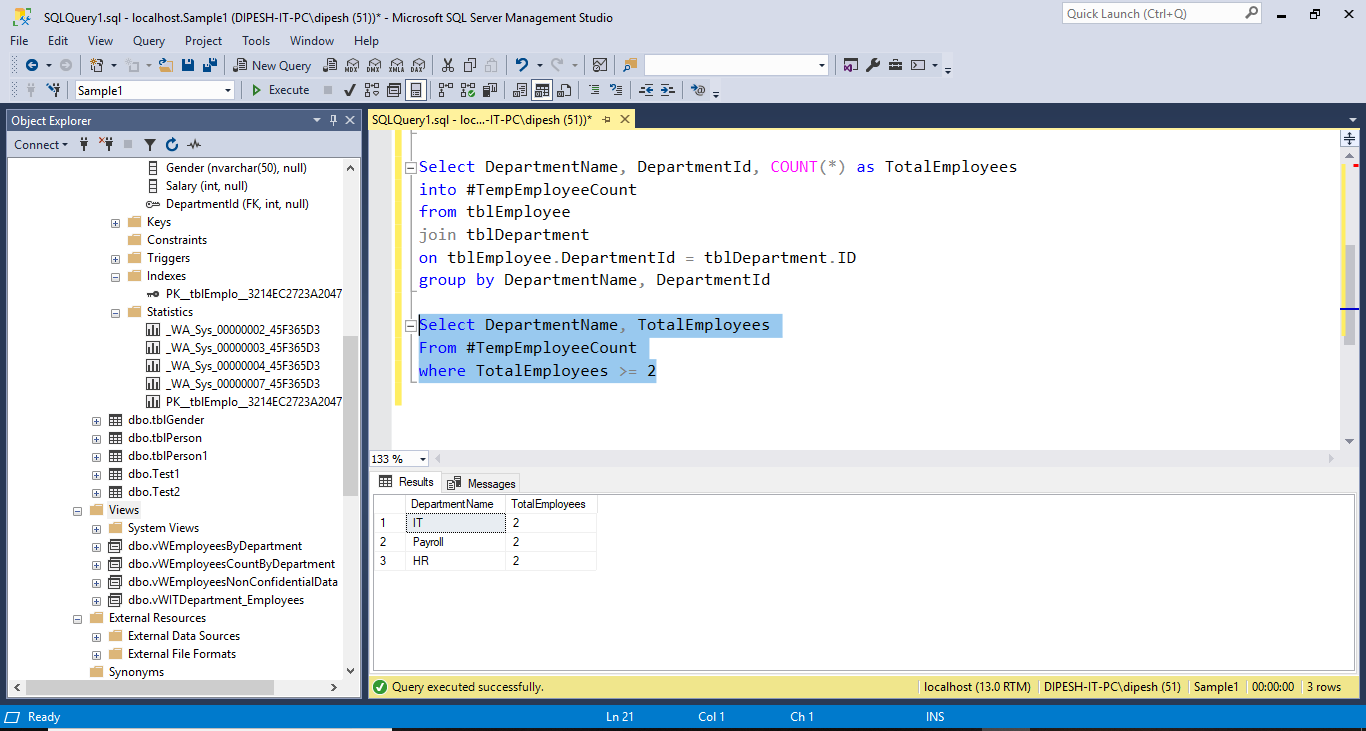 SQLQuery1.sql - localhost.Sample1 (DIPESH-IT-PC\dipesh (51))* - Microsoft SQL Server Management Studio
Quick Launch (Ctrl+Q)
File Edit View Query Project Tools Window Help
New Query MDX DMX XMLA DAX
Sample1 Execute
Object Explorer
Connect
Gender (nvarchar(50), null)
Salary (int, null)
DepartmentId (FK, int, null)
Keys
Constraints
Triggers
Indexes
PK__tblEmplo__3214EC2723A2047
Statistics
_WA_Sys_00000002_45F365D3
_WA_Sys_00000003_45F365D3
_WA_Sys_00000004_45F365D3
_WA_Sys_00000007_45F365D3
PK__tblEmplo__3214EC2723A2047
dbo.tblGender
dbo.tblPerson
dbo.tblPerson1
dbo.Test1
dbo.Test2
Views
System Views
dbo.vWEmployeesByDepartment
dbo.vWEmployeesCountByDepartment
dbo.vWEmployeesNonConfidentialData
dbo.vWITDepartment_Employees
External Resources
External Data Sources
External File Formats
Synonyms
SQLQuery1.sql - loc...-IT-PC\dipesh (51))*
Select DepartmentName, DepartmentId, COUNT(*) as TotalEmployees
into #TempEmployeeCount
from tblEmployee
join tblDepartment
on tblEmployee.DepartmentId = tblDepartment.ID
group by DepartmentName, DepartmentId
Select DepartmentName, TotalEmployees
From #TempEmployeeCount
where TotalEmployees >= 2
133 %
Results Messages
DepartmentName TotalEmployees
1 IT 2
2 Payroll 2
3 HR 2
Query executed successfully. localhost (13.0 RTM) DIPESH-IT-PC\dipesh (51) Sample1 00:00:00 3 rows
Ready Ln 21 Col 1 Ch 1 INS